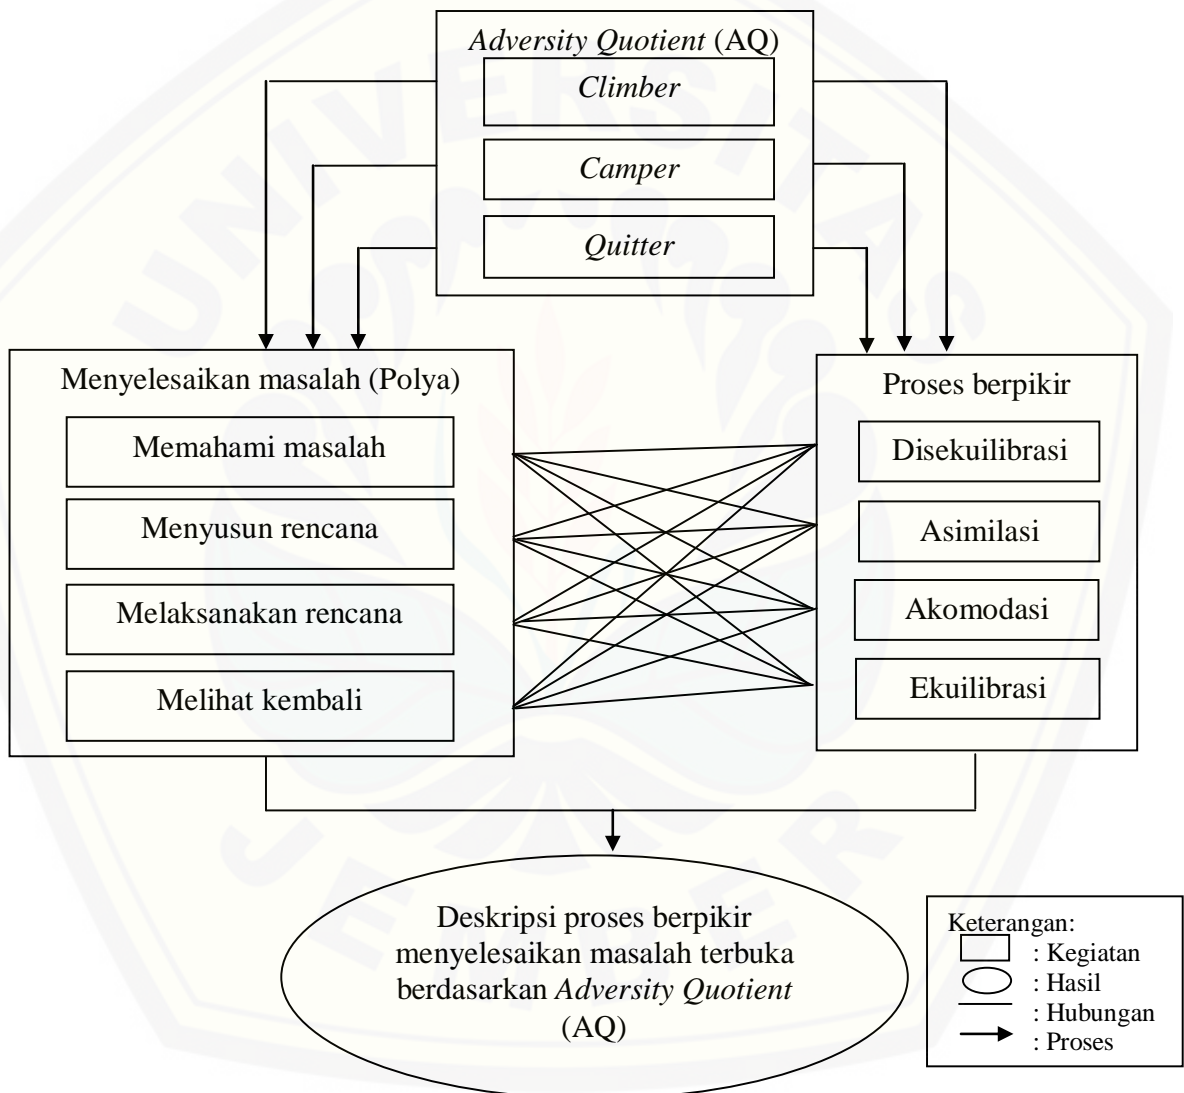 Adversity Quotient (AQ)
Climber
Camper
Quitter
Menyelesaikan masalah (Polya)
Memahami masalah
Menyusun rencana
Melaksanakan rencana
Melihat kembali
Proses berpikir
Disekuilibrasi
Asimilasi
Akomodasi
Ekuilibrasi
Deskripsi proses berpikir
menyelesaikan masalah terbuka
berdasarkan Adversity Quotient
(AQ)
Keterangan:
: Kegiatan
: Hasil
: Hubungan
: Proses
UNIVERSITAS
JEMBER